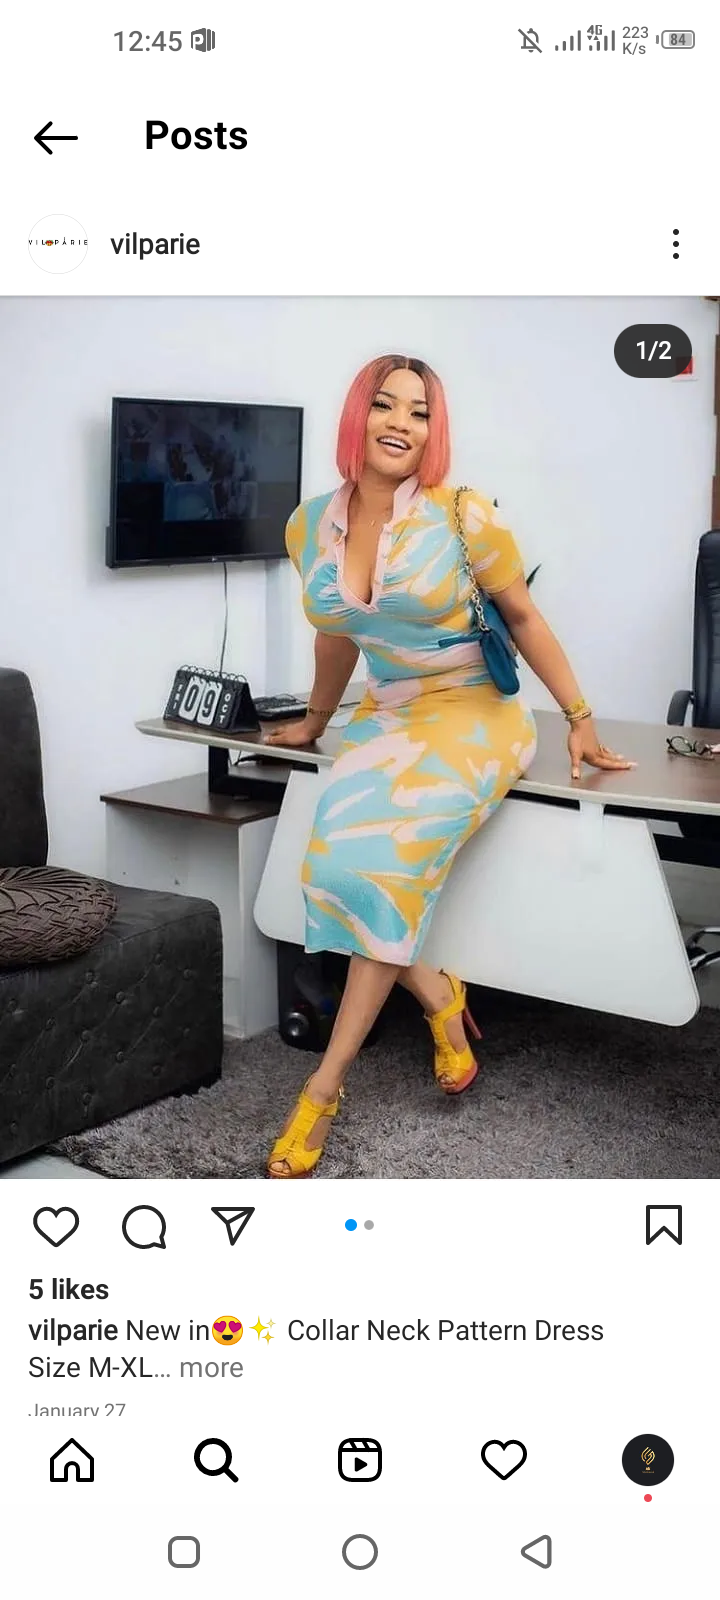 12:45
4G
223
K/s
84
Posts
VILPARIE
vilparie
1/2
FRI 09 OCT
5 likes
vilparie New in😍✨ Collar Neck Pattern Dress
Size M-XL... more
January 27